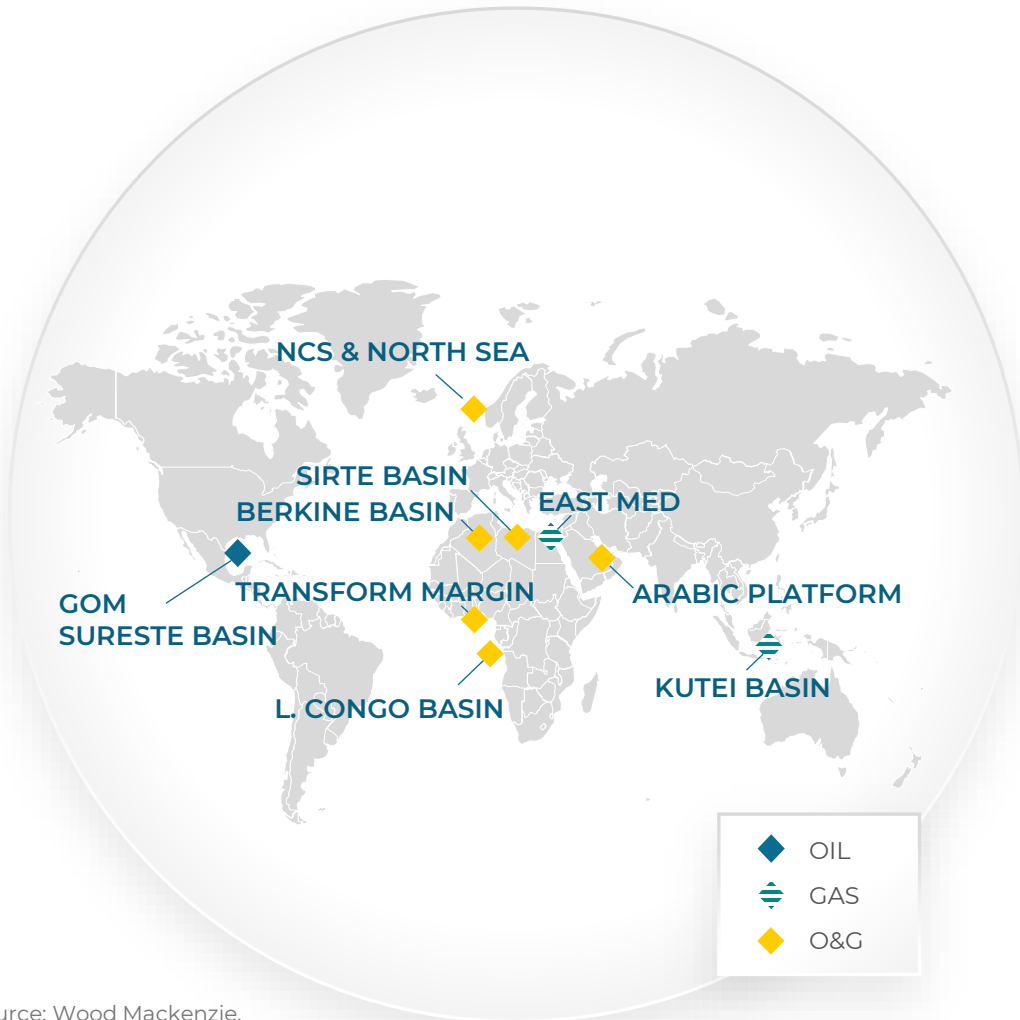 NCS & NORTH SEA
SIRTE BASIN
BERKINE BASIN
EAST MED
TRANSFORM MARGIN
ARABIC PLATFORM
GOM
SURESTE BASIN
KUTEI BASIN
L. CONGO BASIN
OIL
GAS
O&G
Wood Mackenzie.